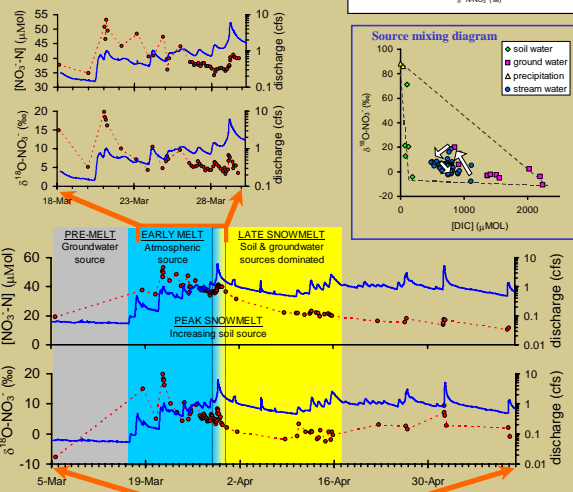 δ18O-NO3- (‰)
55
50
45
40
35
30
[NO3--N] (µMol)
10
1
0.1
discharge (cfs)
20
15
10
5
0
δ18O-NO3- (‰)
10
1
0.1
discharge (cfs)
18-Mar
23-Mar
28-Mar
Source mixing diagram
100
80
60
40
20
0
-20
δ18O-NO3- (‰)
0
1000
2000
[DIC] (µMOL)
soil water
ground water
precipitation
stream water
PRE-MELT
Groundwater
source
EARLY MELT
Atmospheric
source
LATE SNOWMELT
Soil & groundwater
sources dominated
PEAK SNOWMELT
Increasing soil source
60
40
20
0
[NO3--N] (µMol)
10
1
0.1
0.01
discharge (cfs)
20
10
0
-10
δ18O-NO3- (‰)
10
1
0.1
0.01
discharge (cfs)
5-Mar
19-Mar
2-Apr
16-Apr
30-Apr